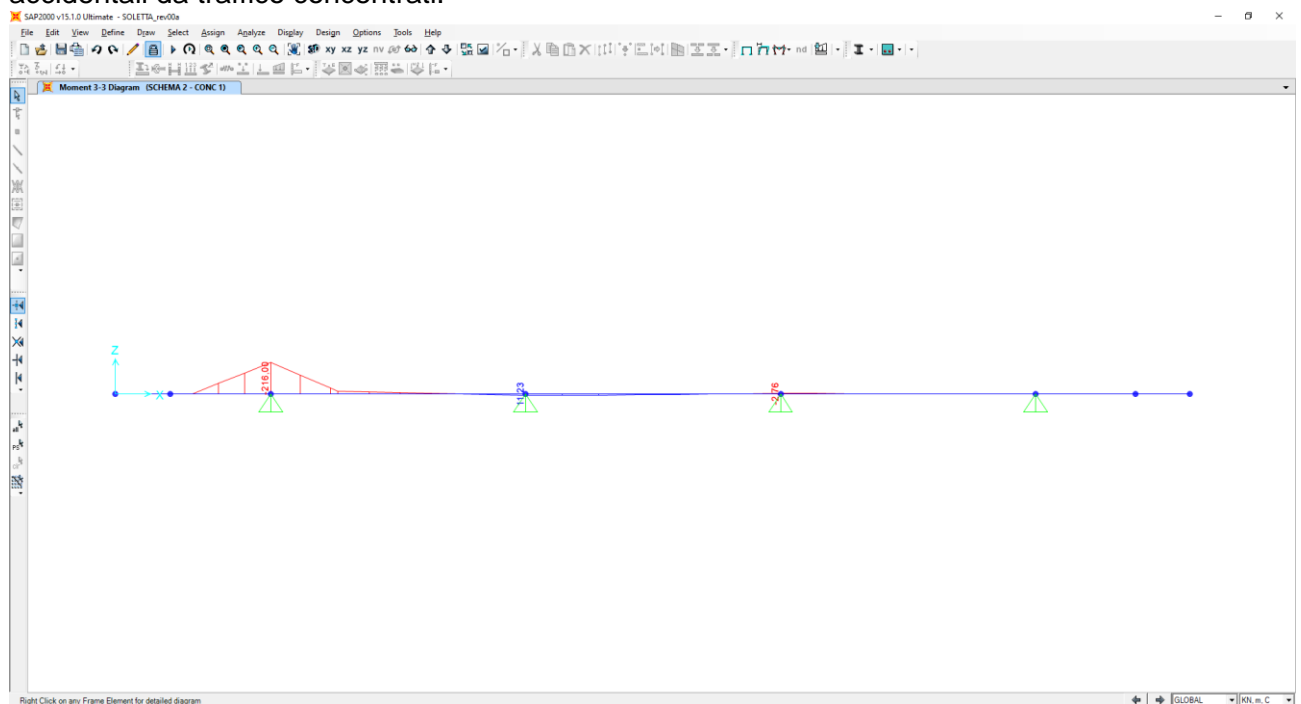 accidentali da traffico concentrati.
SAP2000 v15.1.0 Ultimate - SOLETTA_rev00a
File Edit View Define Draw Select Assign Analyze Display Design Options Tools Help
xy xz yz nv nd
Moment 3-3 Diagram (SCHEMA 2 - CONC 1)
Z
X
-216.00
11.23
-2.76
Right Click on any Frame Element for detailed diagram
GLOBAL
KN, m, C